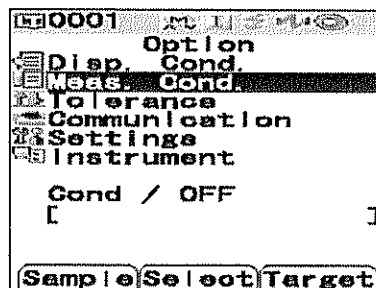 0001
Option
Disp. Cond.
Meas. Cond.
Tolerance
Communication
Settings
Instrument
Cond / OFF
[ ]
Sample Select Target